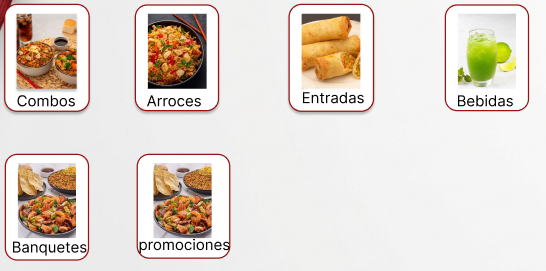 Combos
Arroces
Entradas
Bebidas
Banquetes
promociones